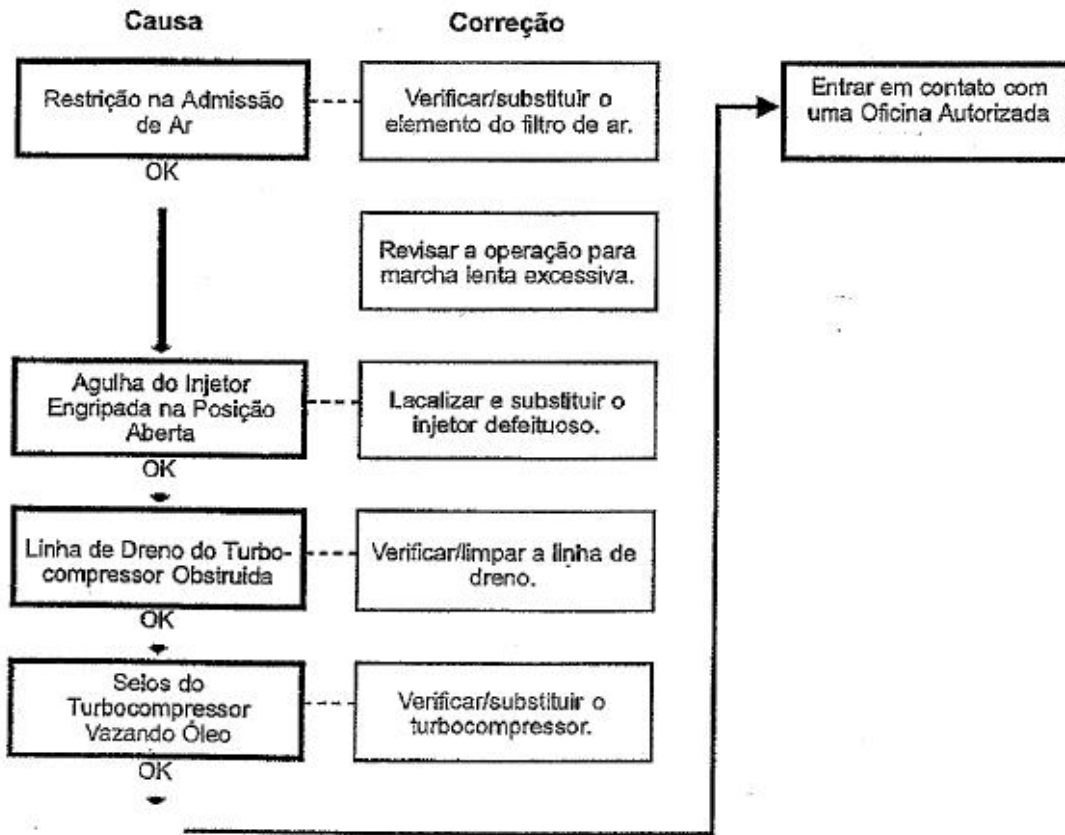 Causa
Correção
Restrição na Admissão
de Ar
OK
Verificar/substituir o
elemento do filtro de ar.
Entrar em contato com
uma Oficina Autorizada
Revisar a operação para
marcha lenta excessiva.
Agulha do Injetor
Engripada na Posição
Aberta
OK
Lacalizar e substituir o
injetor defeituoso.
Linha de Dreno do Turbo-
compressor Obstruida
OK
Verificar/limpar a linha de
dreno.
Selos do
Turbocompressor
Vazando Óleo
OK
Verificar/substituir o
turbocompressor.